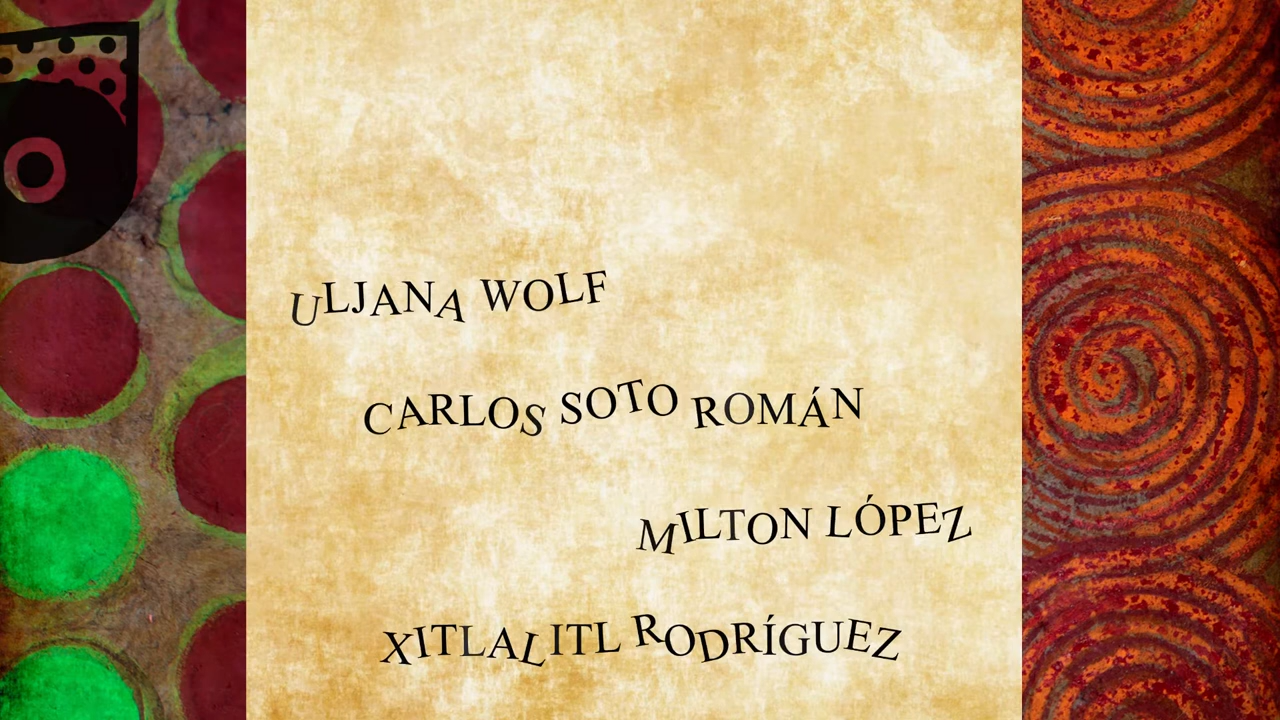 ULJANA WOLF
CARLOS SOTO ROMÁN
MILTON LÓPEZ
XITLALITL RODRÍGUEZ